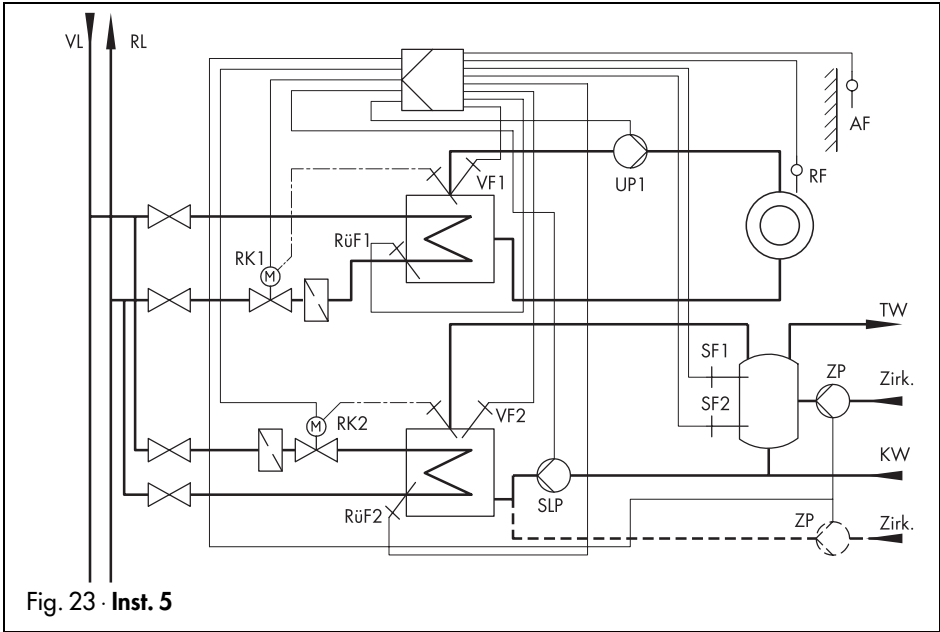 VL RL
AF
RF
UP1
VF1
RüF1
RK1
M
TW
SF1
ZP
Zirk.
SF2
RK2
M
VF2
KW
SLP
RüF2
ZP
Zirk.
Fig. 23 · Inst. 5